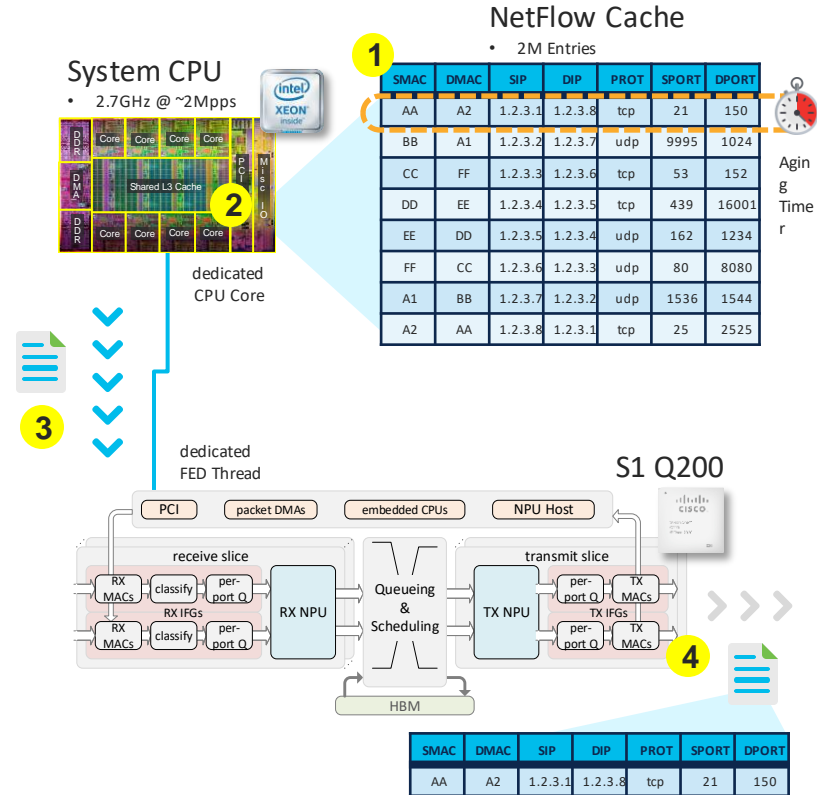 NetFlow Cache
• 2M Entries
1
System CPU
• 2.7GHz @ ~2Mpps
intel
XEON
inside
SMAC DMAC SIP DIP PROT SPORT DPORT
AA A2 1.2.3.1 1.2.3.8 tcp 21 150
BB A1 1.2.3.2 1.2.3.7 udp 9995 1024
CC FF 1.2.3.3 1.2.3.6 tcp 53 152
DD EE 1.2.3.4 1.2.3.5 tcp 439 16001
EE DD 1.2.3.5 1.2.3.4 udp 162 1234
FF CC 1.2.3.6 1.2.3.3 udp 80 8080
A1 BB 1.2.3.7 1.2.3.2 udp 1536 1544
A2 AA 1.2.3.8 1.2.3.1 tcp 25 2525
Agin
g
Time
r
DDR
Core Core Core Core
PCI
Misc IO
DMA
Shared L3 Cache
2
DDR
Core Core Core Core
dedicated
CPU Core
3
dedicated
FED Thread
S1 Q200
CISCO
PCI packet DMAs embedded CPUs NPU Host
receive slice
RX
MACs
classify
per-
port Q
RX IFGs
RX
MACs
classify
per-
port Q
RX NPU
Queueing
&
Scheduling
HBM
transmit slice
TX NPU
per-
port Q
TX
MACs
TX IFGs
per-
port Q
TX
MACs
4
SMAC DMAC SIP DIP PROT SPORT DPORT
AA A2 1.2.3.1 1.2.3.8 tcp 21 150